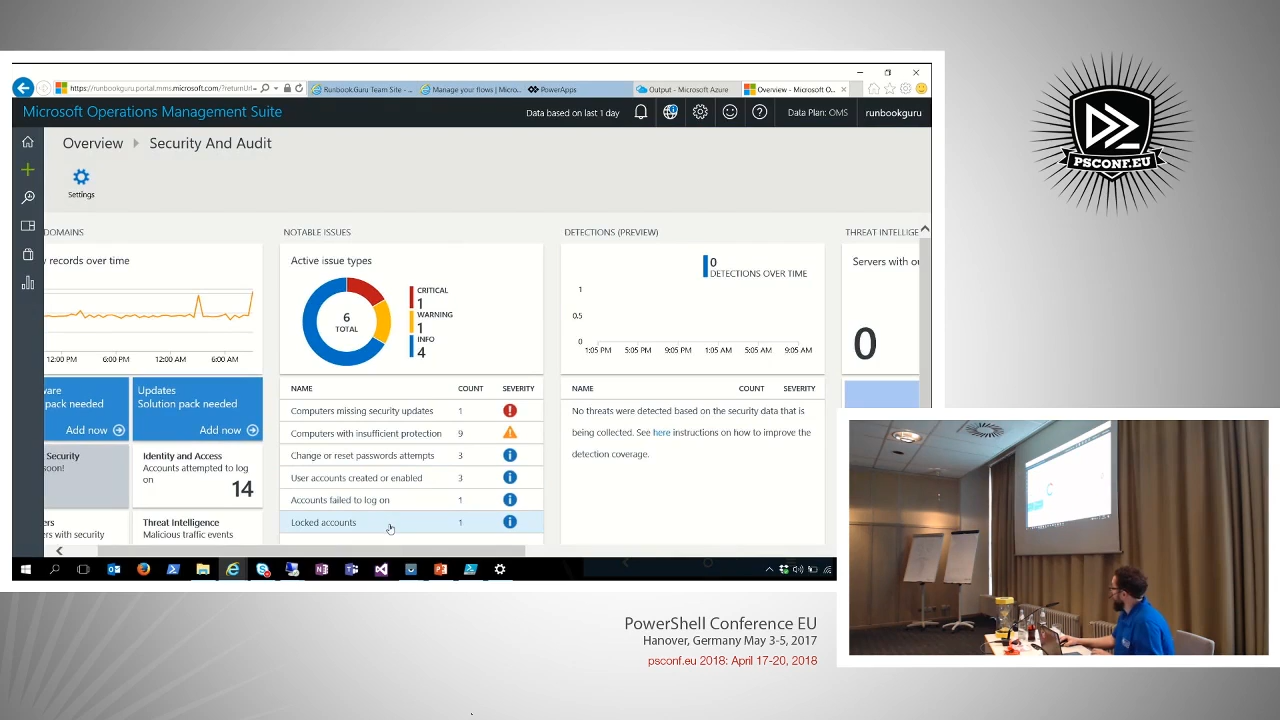 https://runbookguru.portal.mms.microsoft.com/?returnUrl=
Runbook.Guru Team Site - ...
Manage your flows | Micro...
PowerApps
Output - Microsoft Azure
Overview - Microsoft O...
Microsoft Operations Management Suite
Data based on last 1 day
Data Plan: OMS
runbookguru
Overview
Security And Audit
Settings
DOMAINS
records over time
12:00 PM
6:00 PM
12:00 AM
6:00 AM
ware
pack needed
Add now
Updates
Solution pack needed
Add now
Security
soon!
Identity and Access
Accounts attempted to log
on
14
ers
rs with security
Threat Intelligence
Malicious traffic events
NOTABLE ISSUES
Active issue types
6
TOTAL
CRITICAL
1
WARNING
1
INFO
4
NAME COUNT SEVERITY
Computers missing security updates 1
Computers with insufficient protection 9
Change or reset passwords attempts 3
User accounts created or enabled 3
Accounts failed to log on 1
Locked accounts 1
DETECTIONS (PREVIEW)
0
DETECTIONS OVER TIME
1
0.5
0
1:05 PM 5:05 PM 9:05 PM 1:05 AM 5:05 AM 9:05 AM
NAME COUNT SEVERITY
No threats were detected based on the security data that is
being collected. See here instructions on how to improve the
detection coverage.
THREAT INTELLIGE
Servers with ou
0
PSCONF.EU
PowerShell Conference EU
Hanover, Germany May 3-5, 2017
psconf.eu 2018: April 17-20, 2018